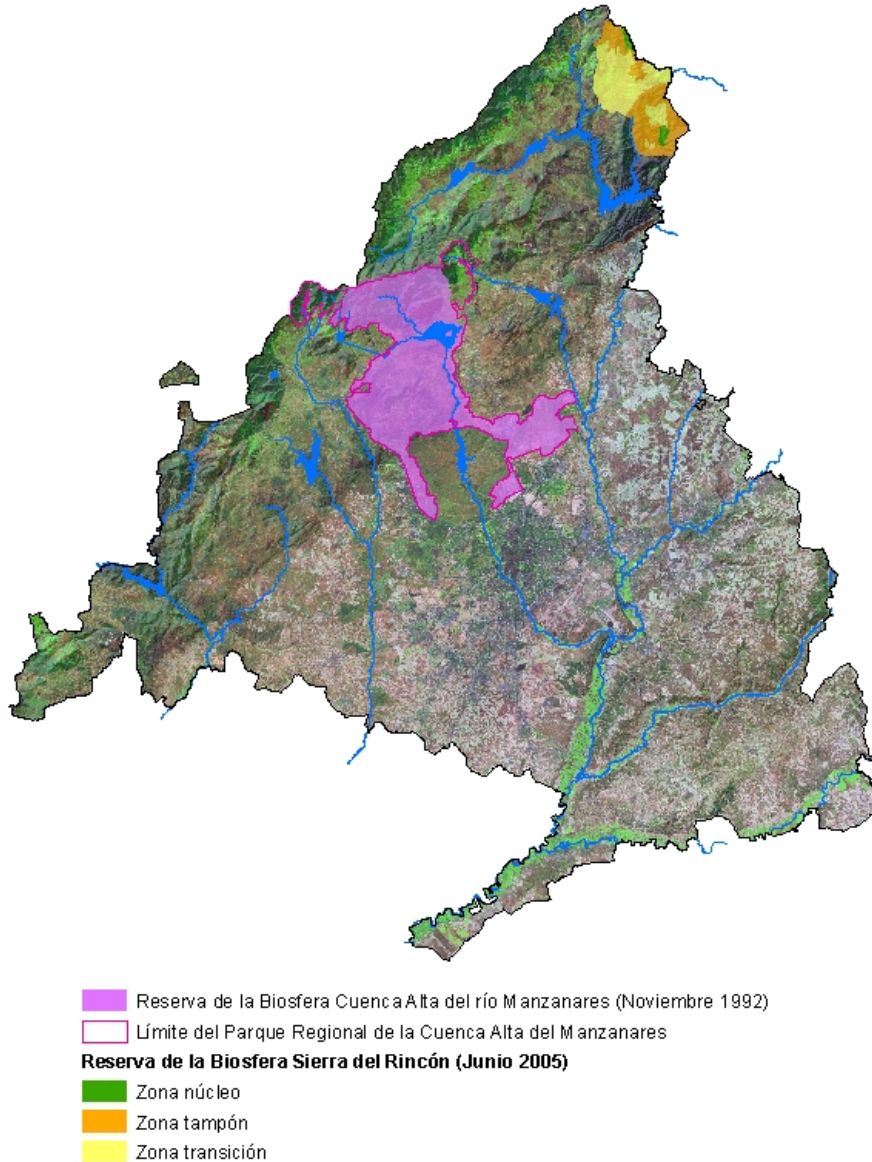 Reserva de la Biosfera Cuenca Alta del río Manzanares (Noviembre 1992)
Límite del Parque Regional de la Cuenca Alta del Manzanares
Reserva de la Biosfera Sierra del Rincón (Junio 2005)
Zona núcleo
Zona tampón
Zona transición